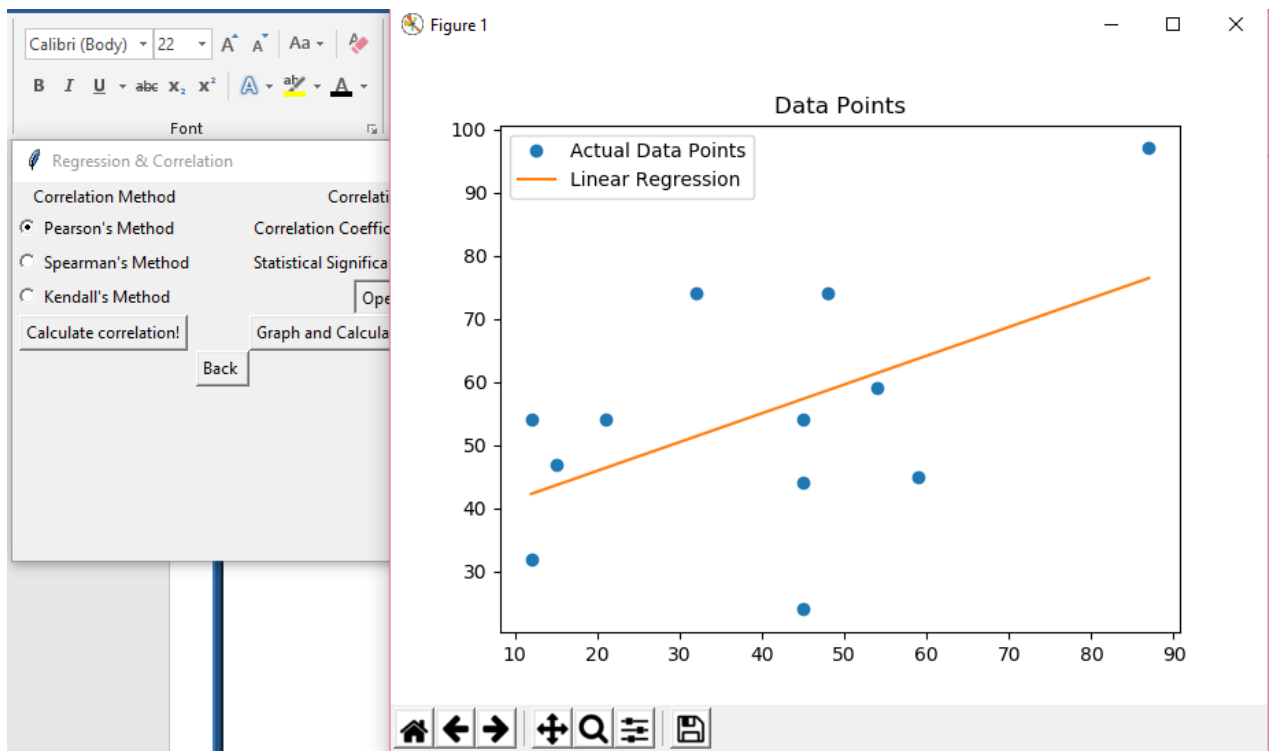 Calibri (Body) 22 A A Aa
B I U abc X₂ X² A aby A
Font
Regression & Correlation
Correlation Method Correlati
Pearson's Method Correlation Coeffic
Spearman's Method Statistical Significa
Kendall's Method Ope
Calculate correlation! Graph and Calcula
Back
Figure 1
Data Points
Actual Data Points
Linear Regression
100
90
80
70
60
50
40
30
10 20 30 40 50 60 70 80 90